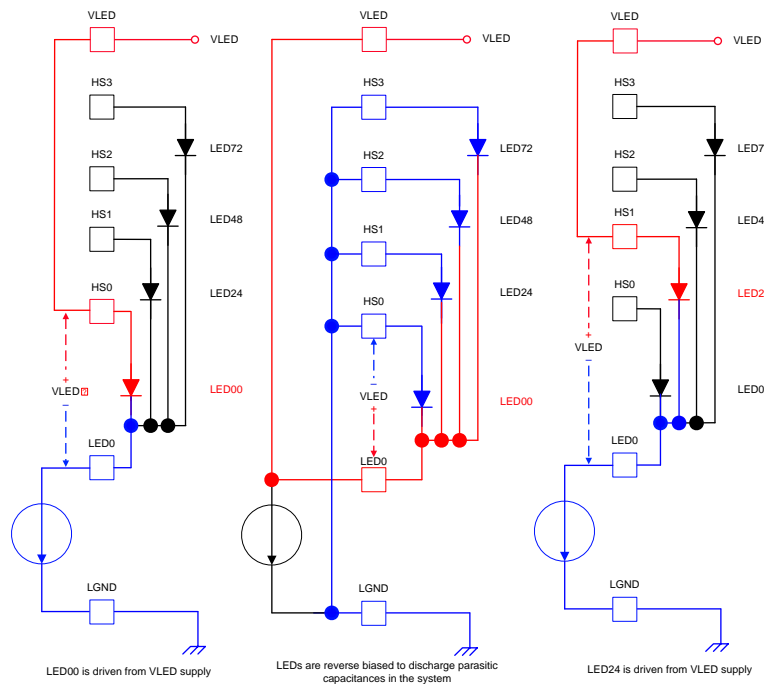 VLED
VLED
HS3
LED72
HS2
LED48
HS1
LED24
HS0
VLED
LED00
LED0
LGND
LED00 is driven from VLED supply
VLED
VLED
HS3
LED72
HS2
LED48
HS1
LED24
HS0
VLED
LED00
LED0
LGND
LEDs are reverse biased to discharge parasitic
capacitances in the system
VLED
VLED
HS3
LED7
HS2
LED4
HS1
LED2
HS0
VLED
LED0
LED0
LGND
LED24 is driven from VLED supply